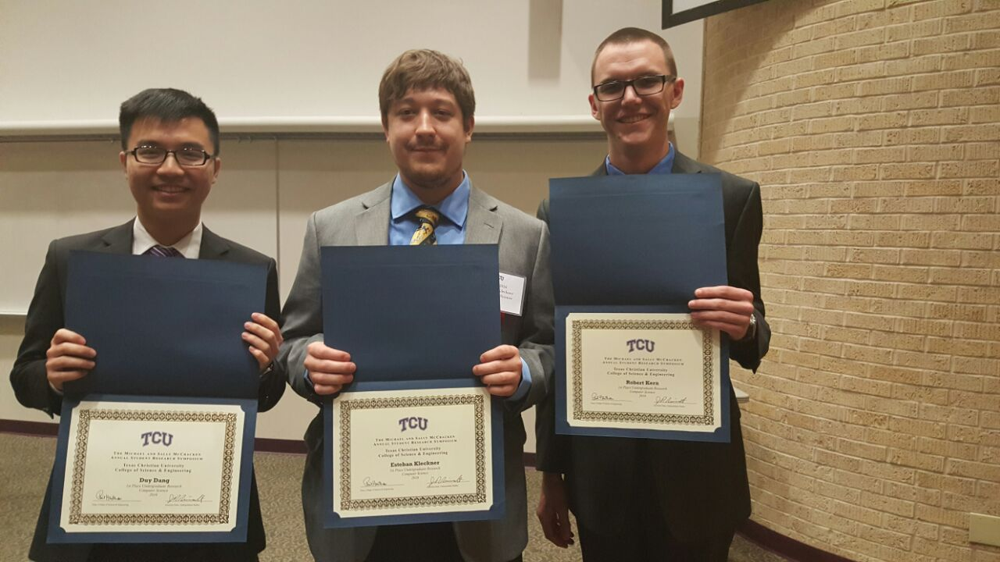 TCU
THE MICHAEL AND SALLY MCCRACKEN
ANNUAL STUDENT RESEARCH SYMPOSIUM
Texas Christian University
College of Science & Engineering
Duy Dang
1st Place Undergraduate Research
Computer Science
2018
TCU
THE MICHAEL AND SALLY MCCRACKEN
ANNUAL STUDENT RESEARCH SYMPOSIUM
Texas Christian University
College of Science & Engineering
Esteban Kleckner
1st Place Undergraduate Research
Computer Science
2018
TCU
THE MICHAEL AND SALLY MCCRACKEN
ANNUAL STUDENT RESEARCH SYMPOSIUM
Texas Christian University
College of Science & Engineering
Robert Kern
1st Place Undergraduate Research
Computer Science
2018